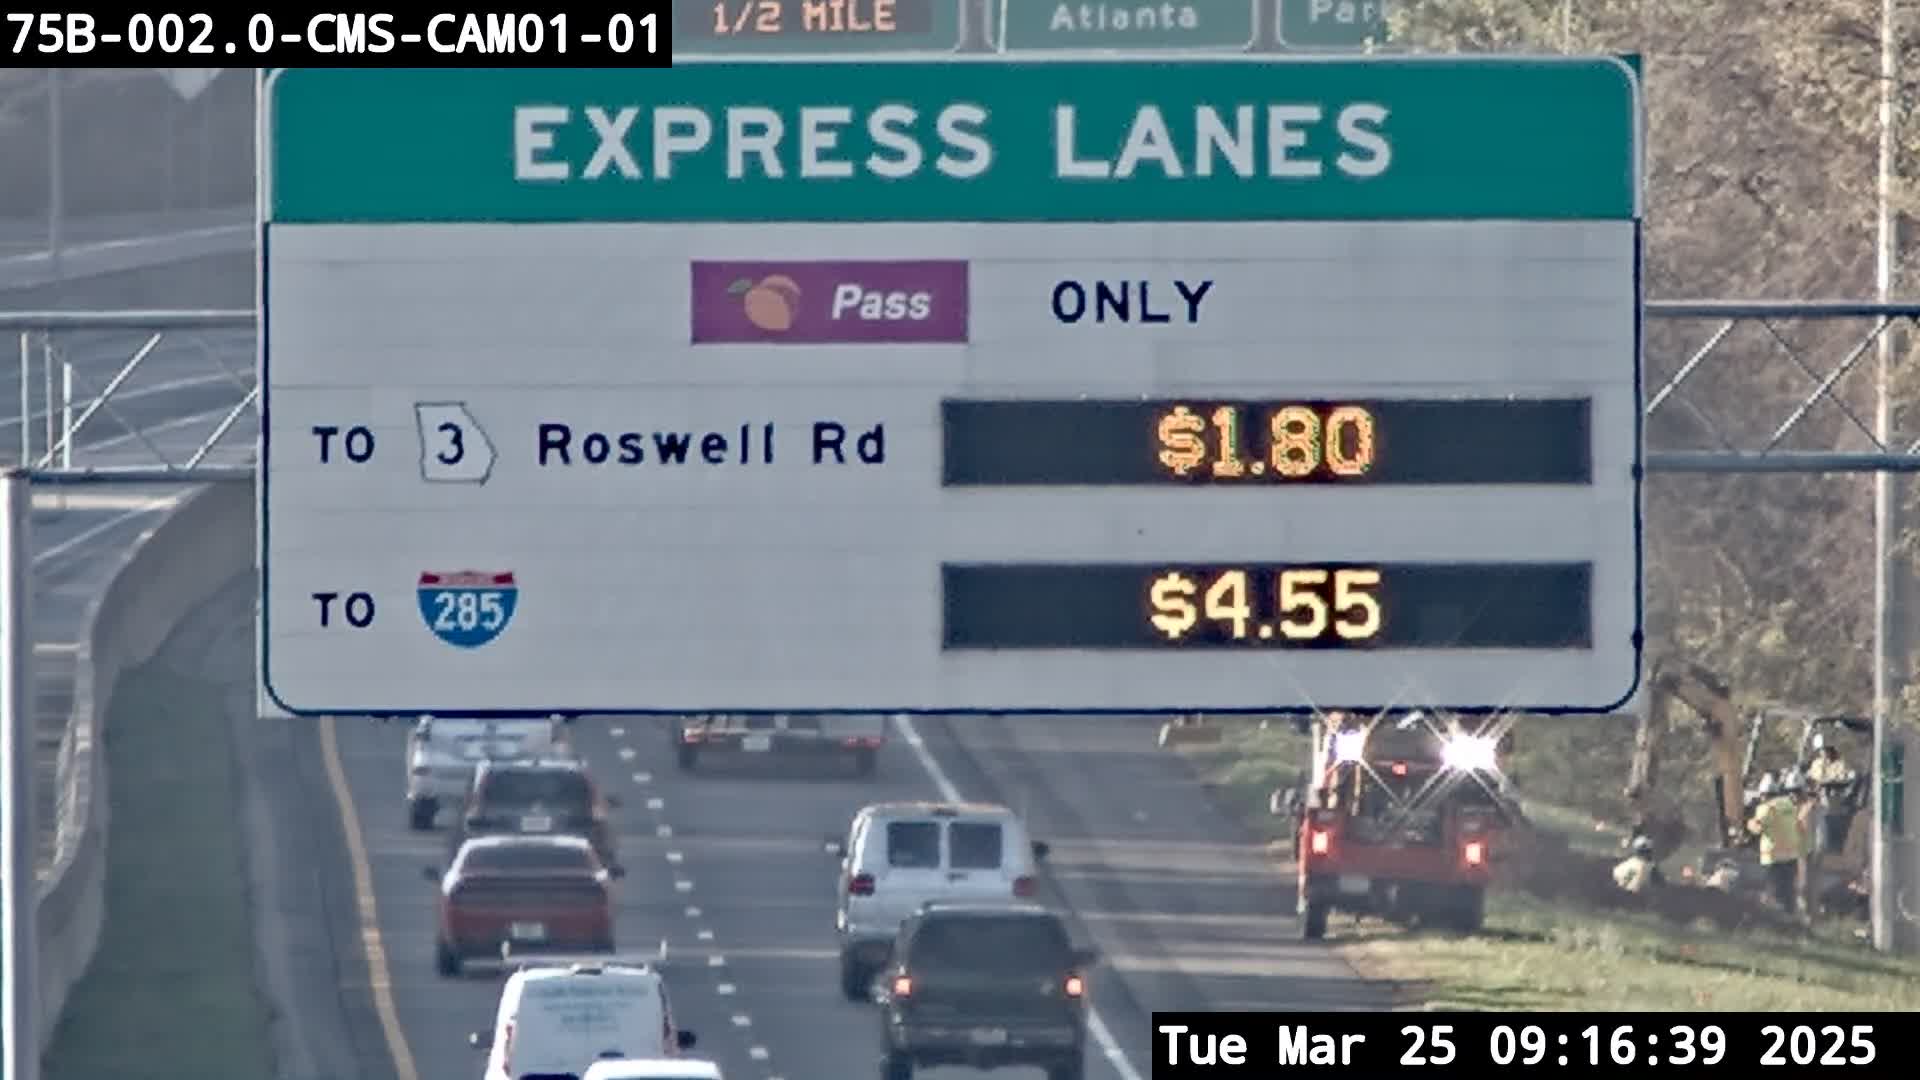 75B-002.0-CMS-CAM01-01
1/2 MILE
Atlanta
EXPRESS LANES
Pass ONLY
TO 3 Roswell Rd $1.80
TO 285 $4.55
Tue Mar 25 09:16:39 2025